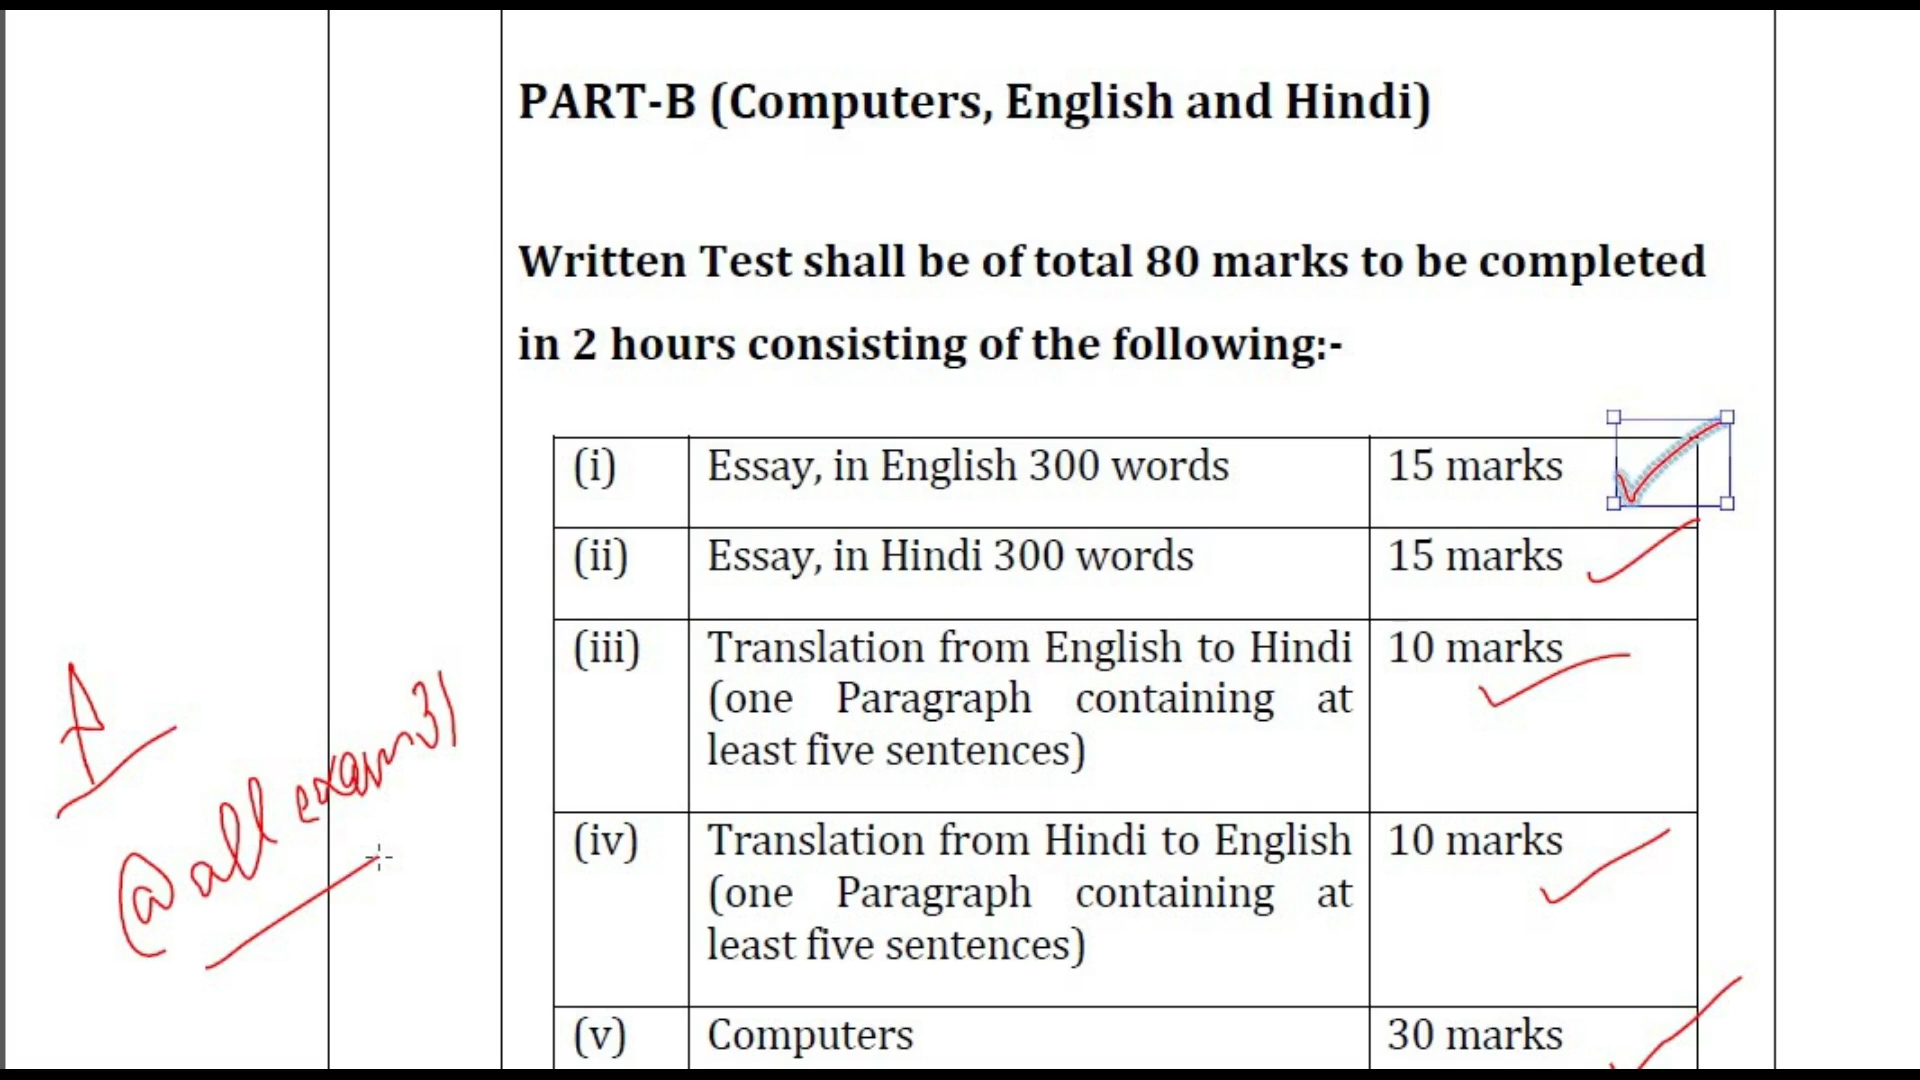 PART-B (Computers, English and Hindi)
Written Test shall be of total 80 marks to be completed
in 2 hours consisting of the following:-
(i) Essay, in English 300 words 15 marks
(ii) Essay, in Hindi 300 words 15 marks
(iii) Translation from English to Hindi 10 marks
(one Paragraph containing at
least five sentences)
(iv) Translation from Hindi to English 10 marks
(one Paragraph containing at
least five sentences)
(v) Computers 30 marks
@all exam31